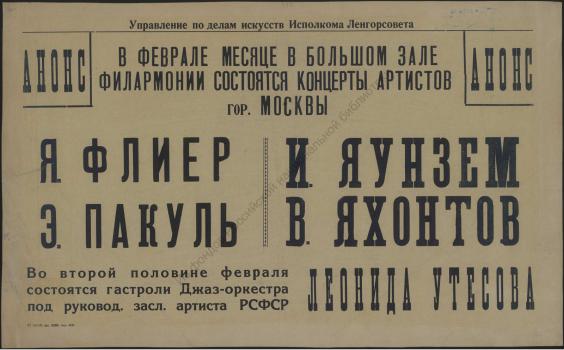 Управление по делам искусств Исполкома Ленгорсовета
АНОНС
В ФЕВРАЛЕ МЕСЯЦЕ В БОЛЬШОМ ЗАЛЕ
ФИЛАРМОНИИ СОСТОЯТСЯ КОНЦЕРТЫ АРТИСТОВ
ГОР. МОСКВЫ
АНОНС
Я. ФЛИЕР
Э. ПАКУЛЬ
И. ЯУНЗЕМ
В. ЯХОНТОВ
Во второй половине февраля
состоятся гастроли Джаз-оркестра
под руковод. засл. артиста РСФСР
ЛЕОНИДА УТЕСОВА
национальной